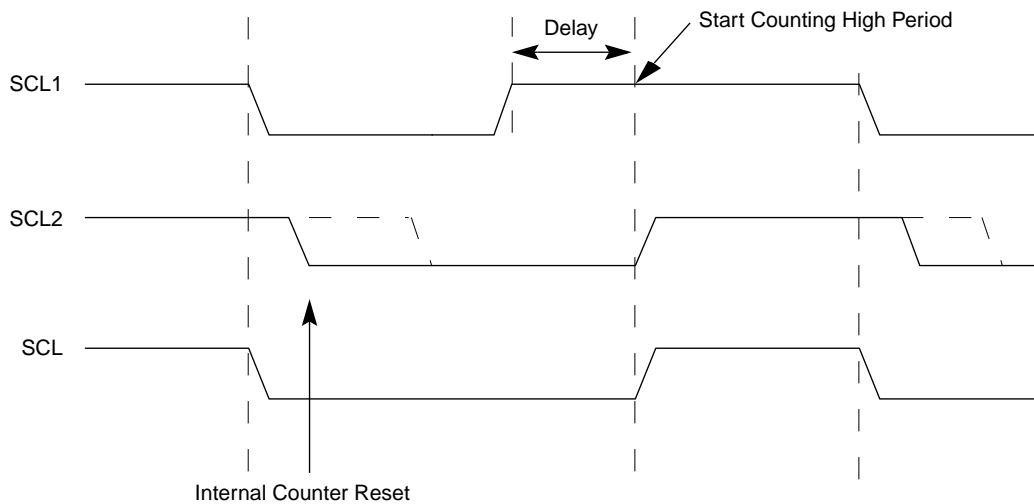 Start Counting High Period
Delay
SCL1
SCL2
SCL
Internal Counter Reset